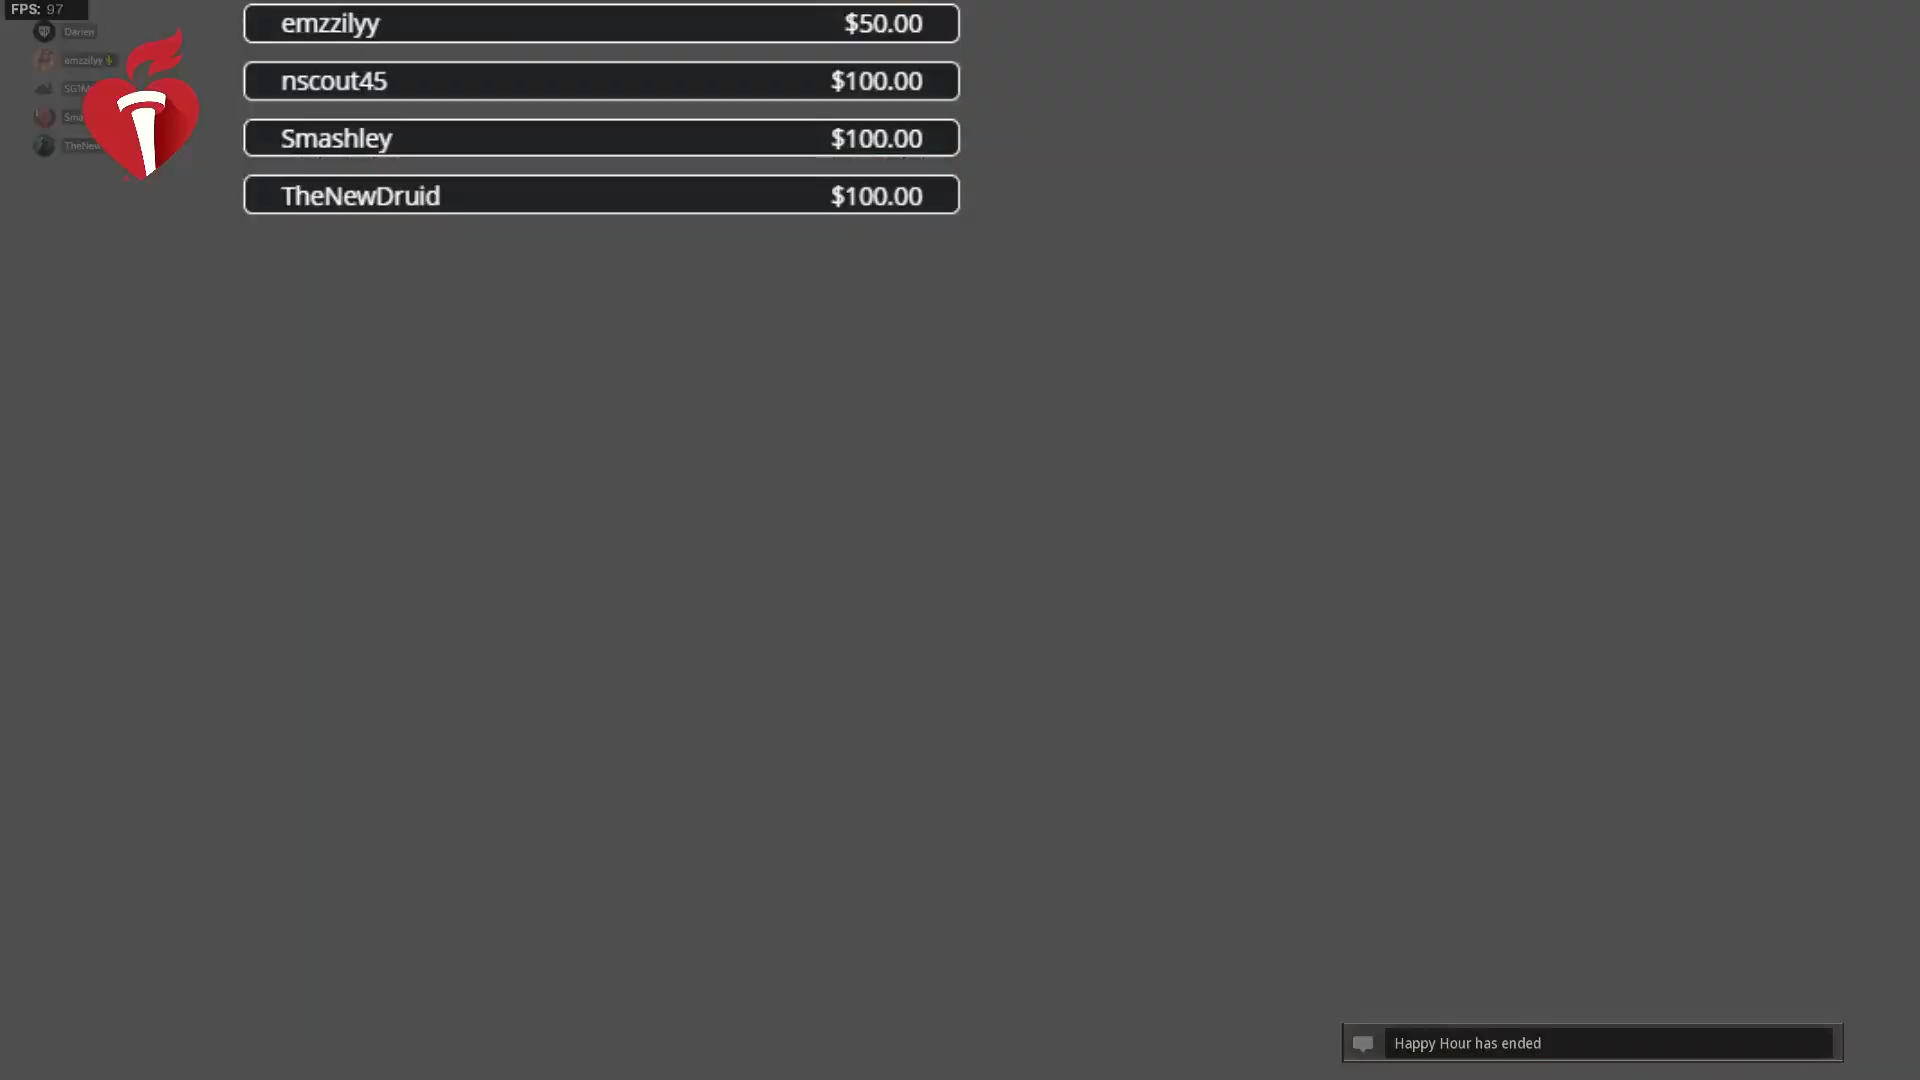 FPS: 97
Darien
emzzilyy
emzzilyy $50.00
nscout45 $100.00
Smashley $100.00
TheNewDruid $100.00
Happy Hour has ended